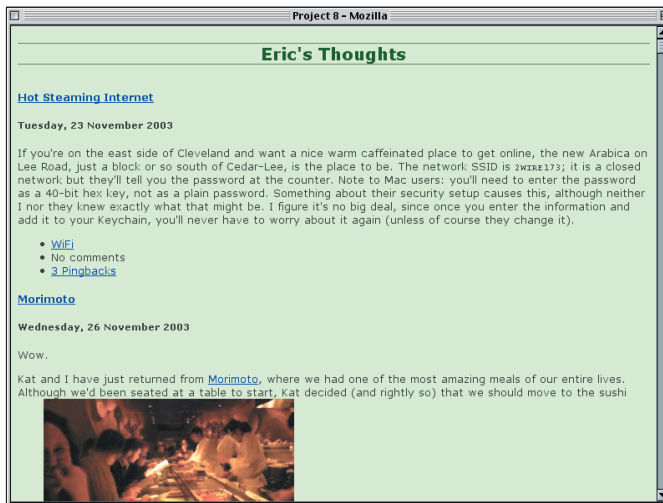 Project 8 - Mozilla
Eric's Thoughts
Hot Steaming Internet
Tuesday, 23 November 2003
If you're on the east side of Cleveland and want a nice warm caffeinated place to get online, the new Arabica on
Lee Road, just a block or so south of Cedar-Lee, is the place to be. The network SSID is 2WIRE173; it is a closed
network but they'll tell you the password at the counter. Note to Mac users: you'll need to enter the password
as a 40-bit hex key, not as a plain password. Something about their security setup causes this, although neither
I nor they knew exactly what that might be. I figure it's no big deal, since once you enter the information and
add it to your Keychain, you'll never have to worry about it again (unless of course they change it).
• WiFi
• No comments
• 3 Pingbacks
Morimoto
Wednesday, 26 November 2003
Wow.
Kat and I have just returned from Morimoto, where we had one of the most amazing meals of our entire lives.
Although we'd been seated at a table to start, Kat decided (and rightly so) that we should move to the sushi